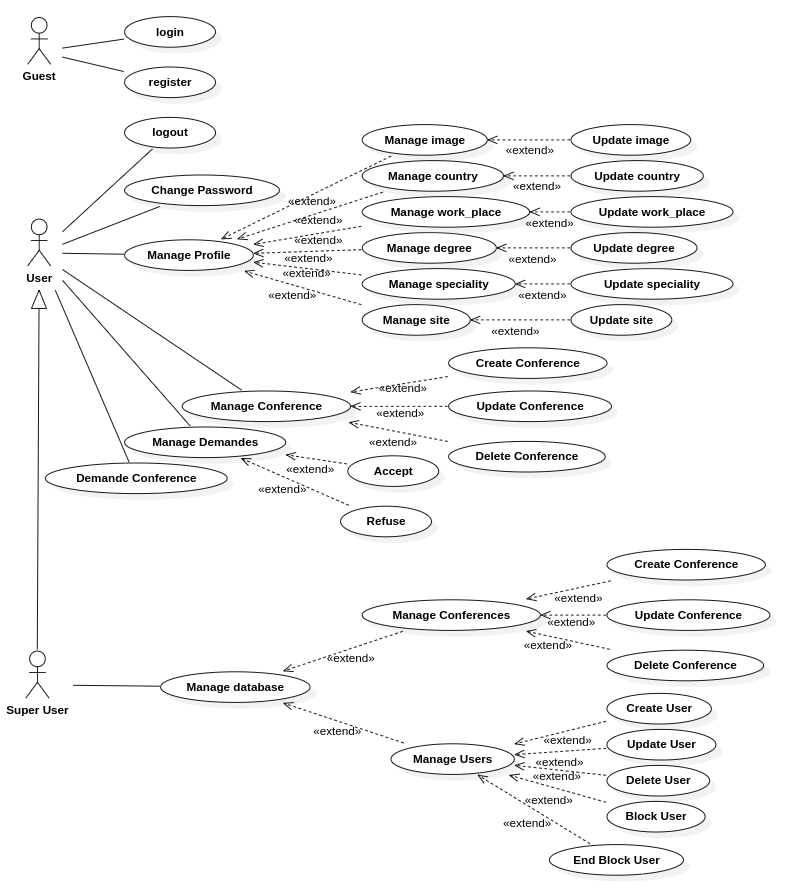 login
Guest
register
logout
Manage image
«extend»
Update image
Manage country
«extend»
Update country
Change Password
«extend»
Manage work_place
«extend»
Update work_place
«extend»
User
Manage Profile
«extend»
Manage degree
«extend»
Update degree
«extend»
«extend»
Manage speciality
«extend»
Update speciality
«extend»
Manage site
«extend»
Update site
Create Conference
«extend»
Manage Conference
«extend»
Update Conference
Manage Demandes
«extend»
Delete Conference
Demande Conference
«extend»
Accept
«extend»
Refuse
Create Conference
«extend»
Manage Conferences
«extend»
Update Conference
«extend»
Delete Conference
«extend»
Manage database
Super User
Create User
«extend»
«extend»
Update User
Manage Users
«extend»
«extend»
Delete User
«extend»
Block User
«extend»
End Block User